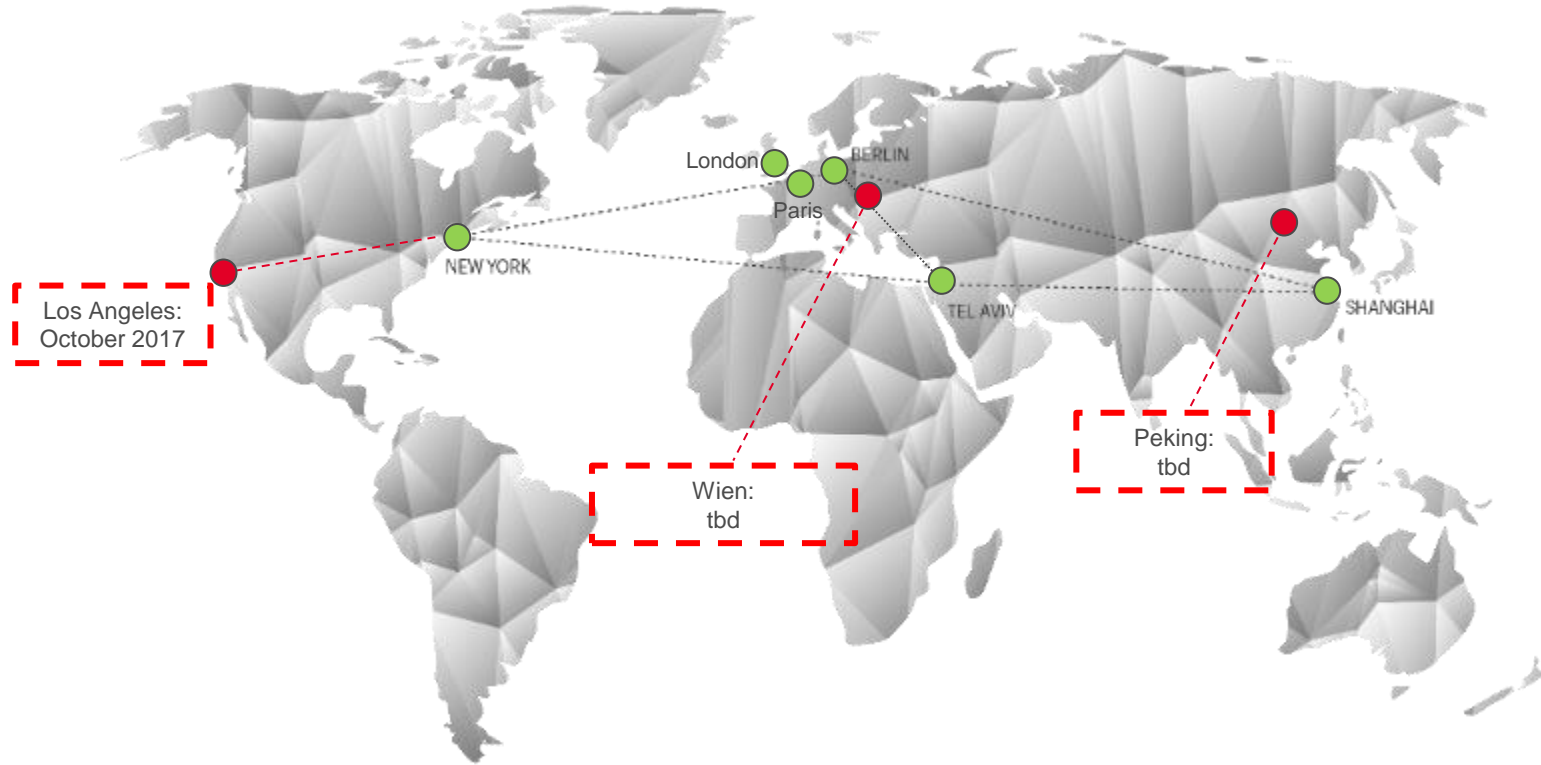 London
BERLIN
Paris
NEW YORK
TEL AVIV
SHANGHAI
Los Angeles:
October 2017
Wien:
tbd
Peking:
tbd